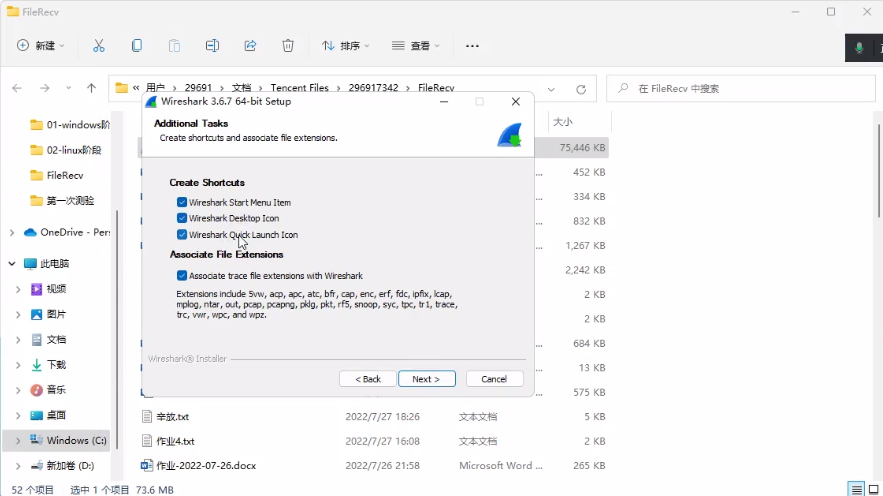 FileRecv
新建
排序
查看
« 用户 › 29691 › 文档 › Tencent Files › 296917342 › FileRecv
在 FileRecv 中搜索
Wireshark 3.6.7 64-bit Setup
Additional Tasks
Create shortcuts and associate file extensions.
Create Shortcuts
Wireshark Start Menu Item
Wireshark Desktop Icon
Wireshark Quick Launch Icon
Associate File Extensions
Associate trace file extensions with Wireshark
Extensions include 5vw, acp, apc, atc, bfr, cap, enc, erf, fdc, ipfix, lcap,
mplog, ntar, out, pcap, pcapng, pklg, pkt, rf5, snoop, syc, tpc, tr1, trace,
trc, vwr, wpc, and wpz.
Wireshark® Installer
< Back
Next >
Cancel
01-windows阶
02-linux阶段
FileRecv
第一次测验
OneDrive - Pers
此电脑
视频
图片
文档
下载
音乐
桌面
Windows (C:)
新加卷 (D:)
大小
75,446 KB
452 KB
334 KB
832 KB
1,267 KB
2,242 KB
2 KB
2 KB
684 KB
13 KB
575 KB
辛放.txt 2022/7/27 18:26 文本文档 5 KB
作业4.txt 2022/7/27 16:08 文本文档 2 KB
作业-2022-07-26.docx 2022/7/26 21:58 Microsoft Word ... 265 KB
52 个项目 选中 1 个项目 73.6 MB